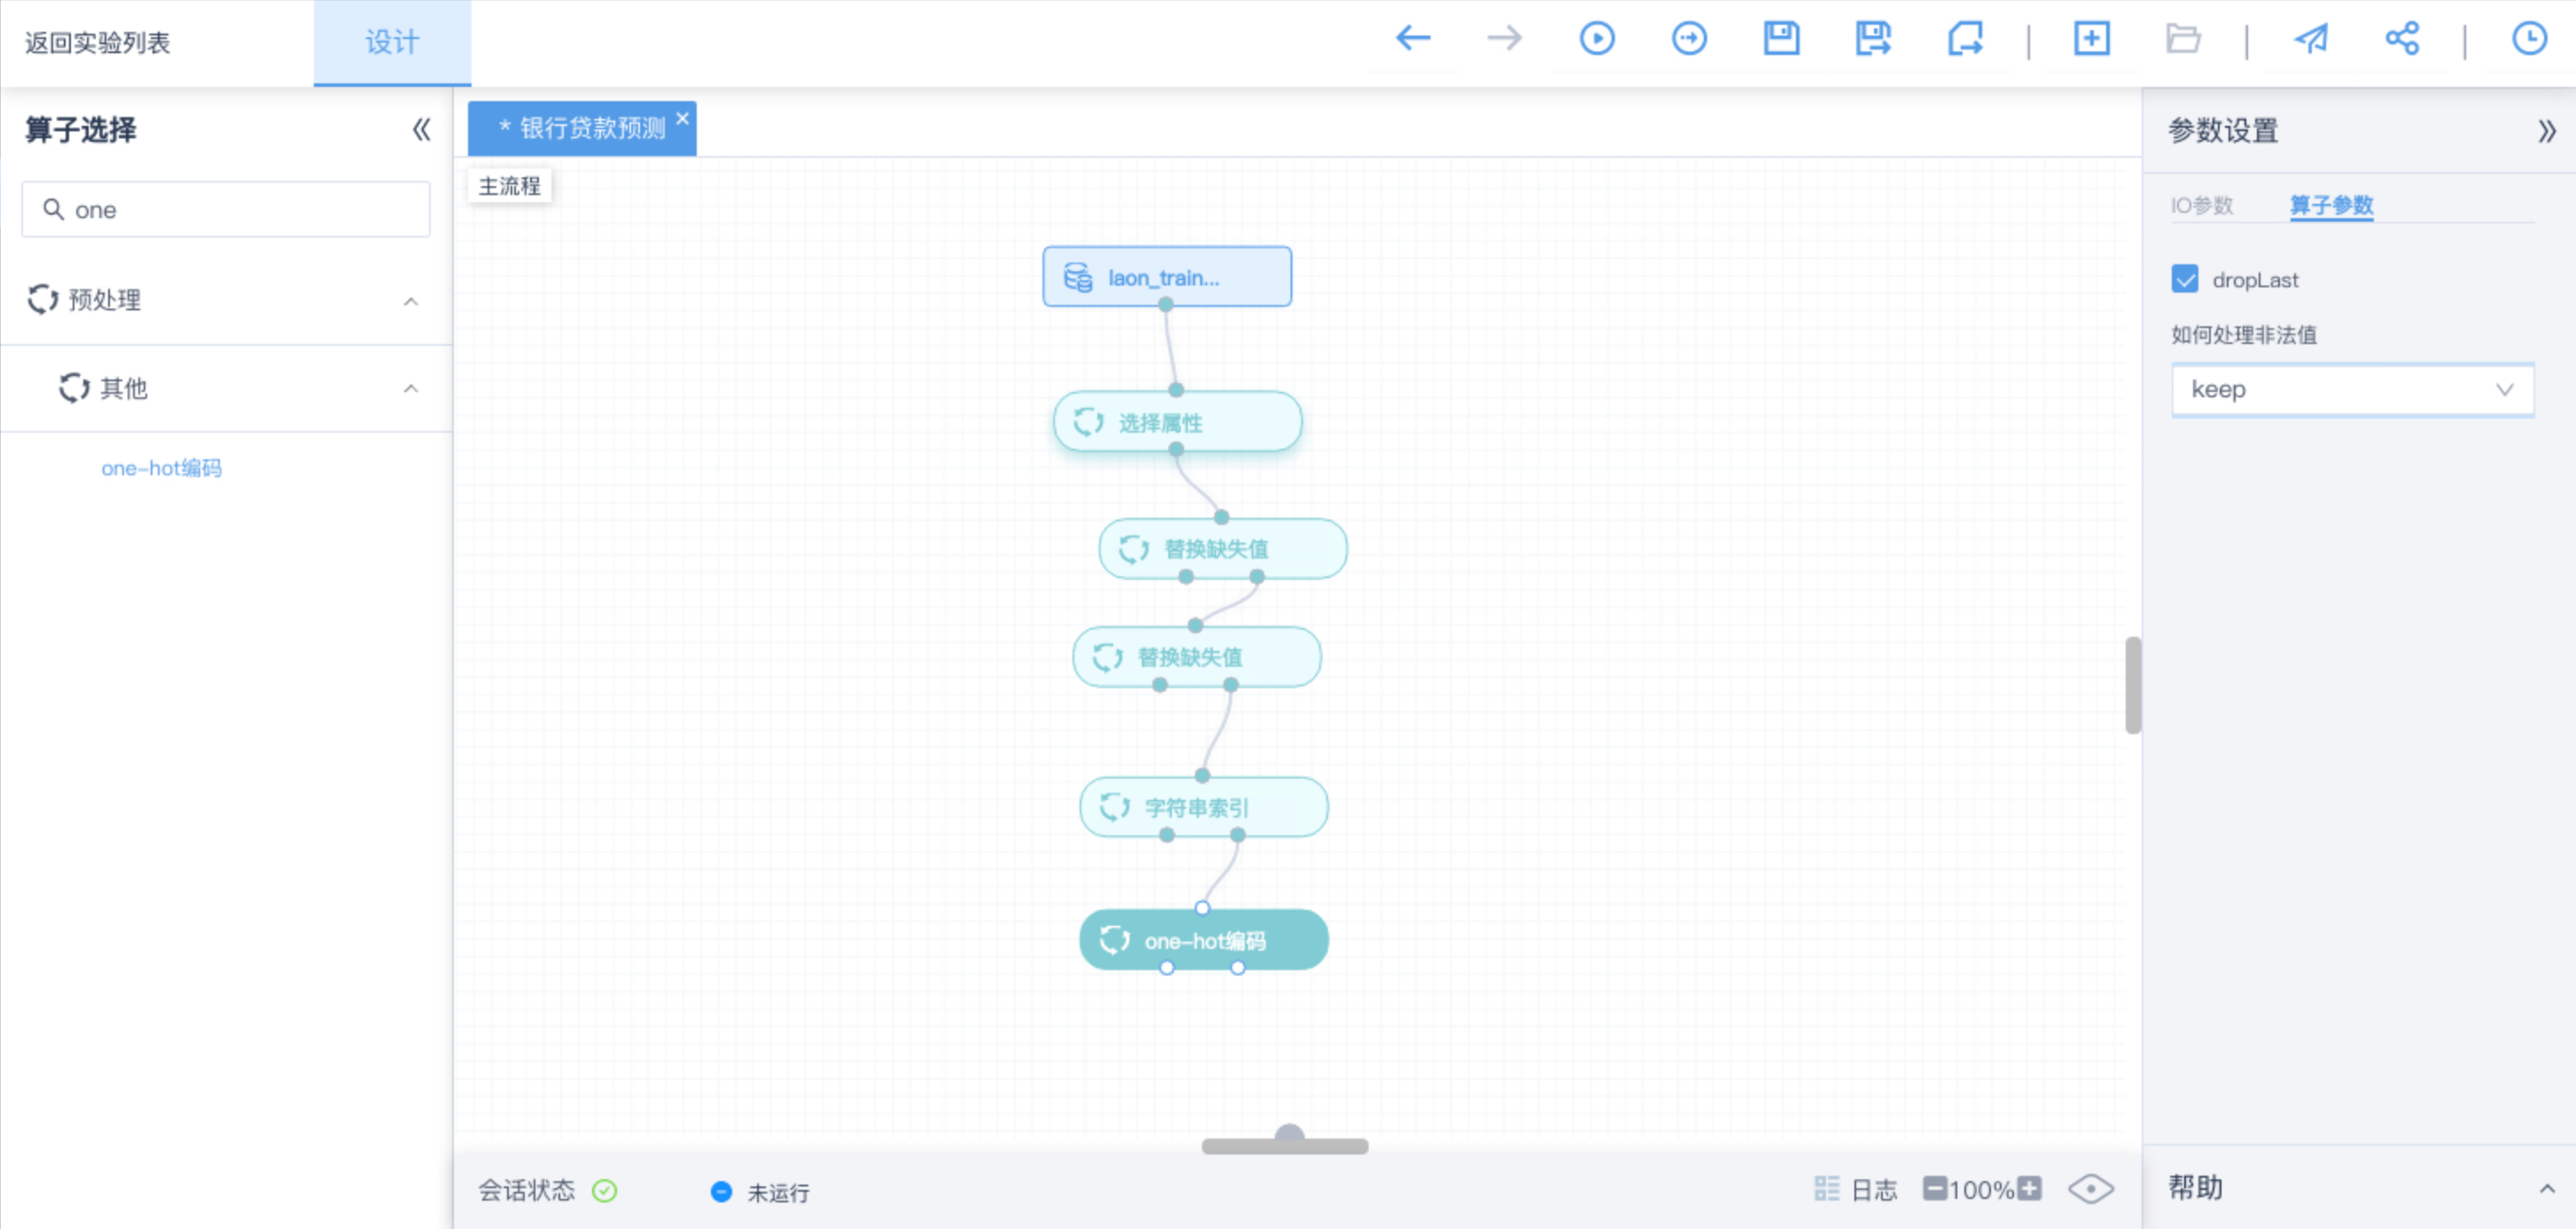 返回实验列表
设计
算子选择
one
预处理
其他
one-hot编码
* 银行贷款预测
主流程
laon_train...
选择属性
替换缺失值
替换缺失值
字符串索引
one-hot编码
会话状态
未运行
日志
100%
参数设置
IO参数
算子参数
dropLast
如何处理非法值
keep
帮助